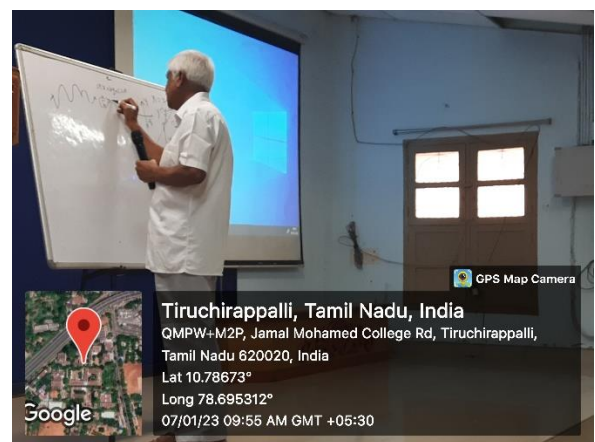 GPS Map Camera
Tiruchirappalli, Tamil Nadu, India
QMPW+M2P, Jamal Mohamed College Rd, Tiruchirappalli,
Tamil Nadu 620020, India
Lat 10.78673°
Long 78.695312°
07/01/23 09:55 AM GMT +05:30
Google